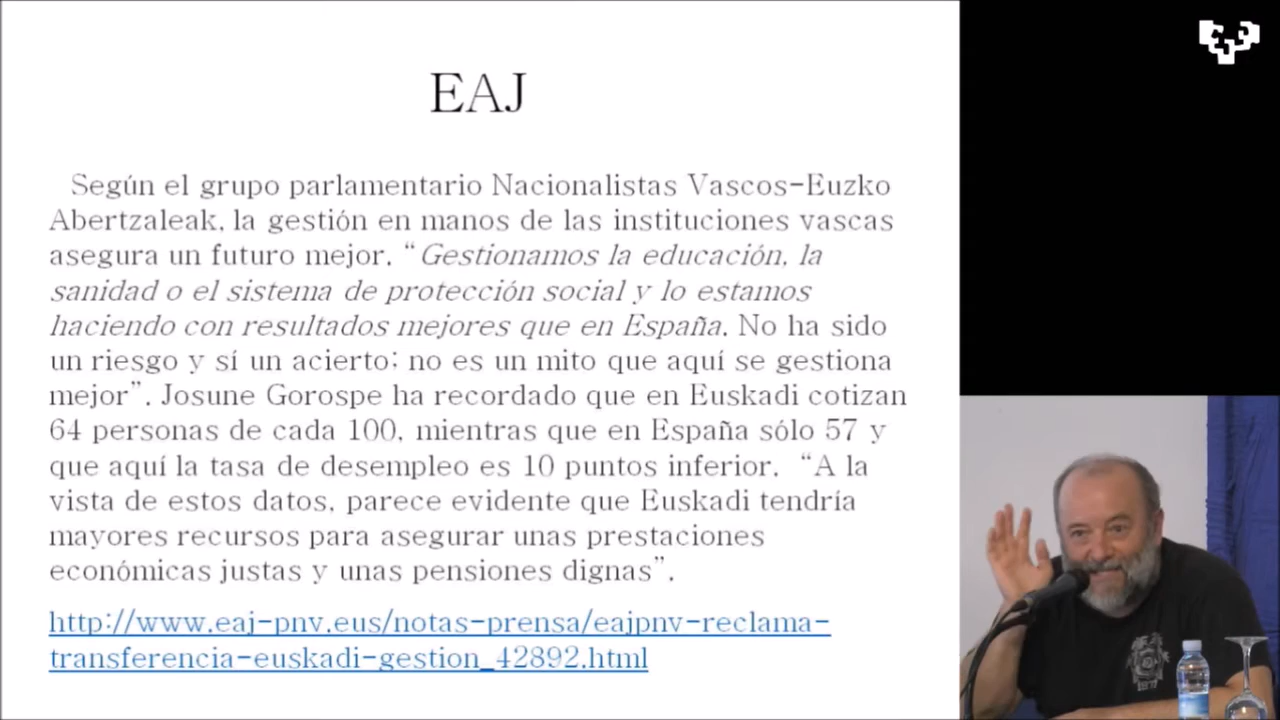 EAJ
Según el grupo parlamentario Nacionalistas Vascos-Euzko
Abertzaleak, la gestión en manos de las instituciones vascas
asegura un futuro mejor. “Gestionamos la educación, la
sanidad o el sistema de protección social y lo estamos
haciendo con resultados mejores que en España. No ha sido
un riesgo y sí un acierto; no es un mito que aquí se gestiona
mejor”. Josune Gorospe ha recordado que en Euskadi cotizan
64 personas de cada 100, mientras que en España sólo 57 y
que aquí la tasa de desempleo es 10 puntos inferior. “A la
vista de estos datos, parece evidente que Euskadi tendría
mayores recursos para asegurar unas prestaciones
económicas justas y unas pensiones dignas”.
http://www.eaj-pnv.eus/notas-prensa/eajpnv-reclama-
transferencia-euskadi-gestion_42892.html